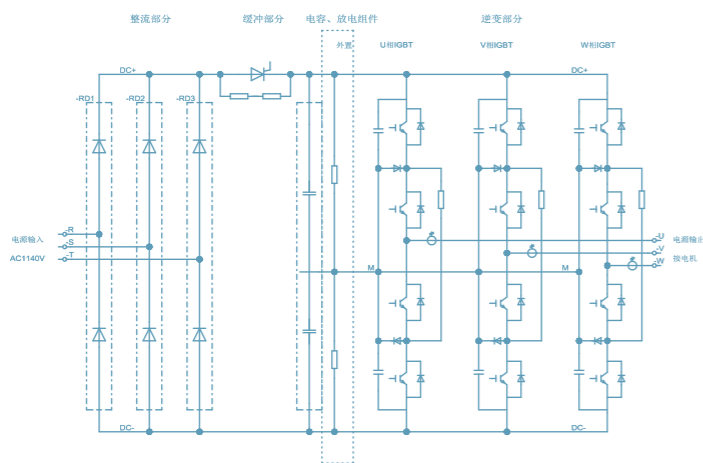 整流部分 缓冲部分 电容、放电组件 逆变部分
外置 U相IGBT V相IGBT W相IGBT
DC+ DC+
-RD1 -RD2 -RD3
-R
-S
-T
电源输入
AC1140V
-U
-V
-W
电源输出
接电机
M M
DC- DC-